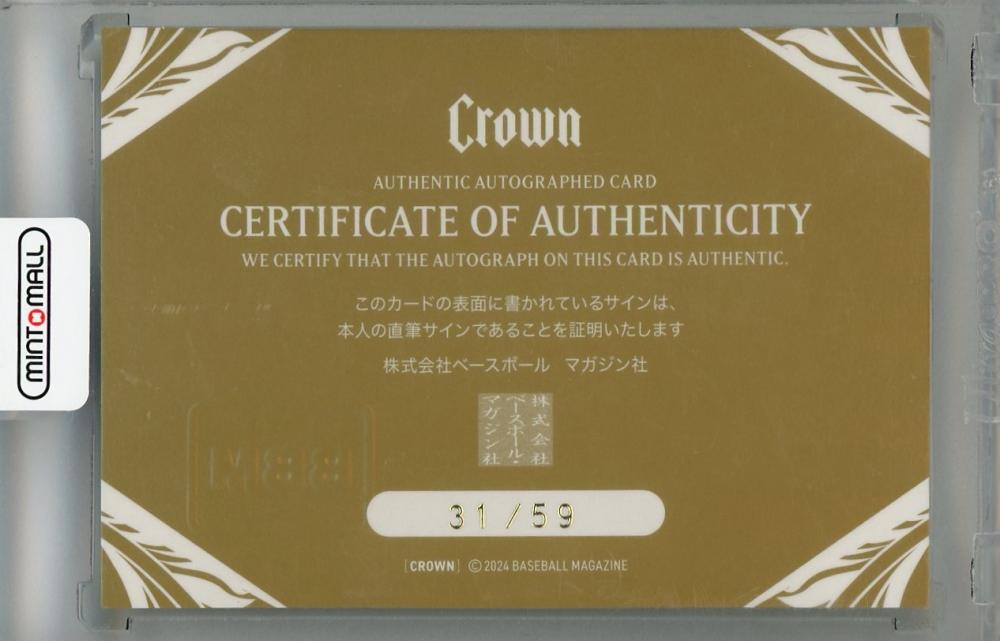 Crown
AUTHENTIC AUTOGRAPHED CARD
CERTIFICATE OF AUTHENTICITY
WE CERTIFY THAT THE AUTOGRAPH ON THIS CARD IS AUTHENTIC.
このカードの表面に書かれているサインは、
本人の直筆サインであることを証明いたします
株式会社ベースボール マガジン社
株式会社
ベースボール・
マガジン社
31/59
[CROWN] ©2024 BASEBALL MAGAZINE
MINTMALL
BBM